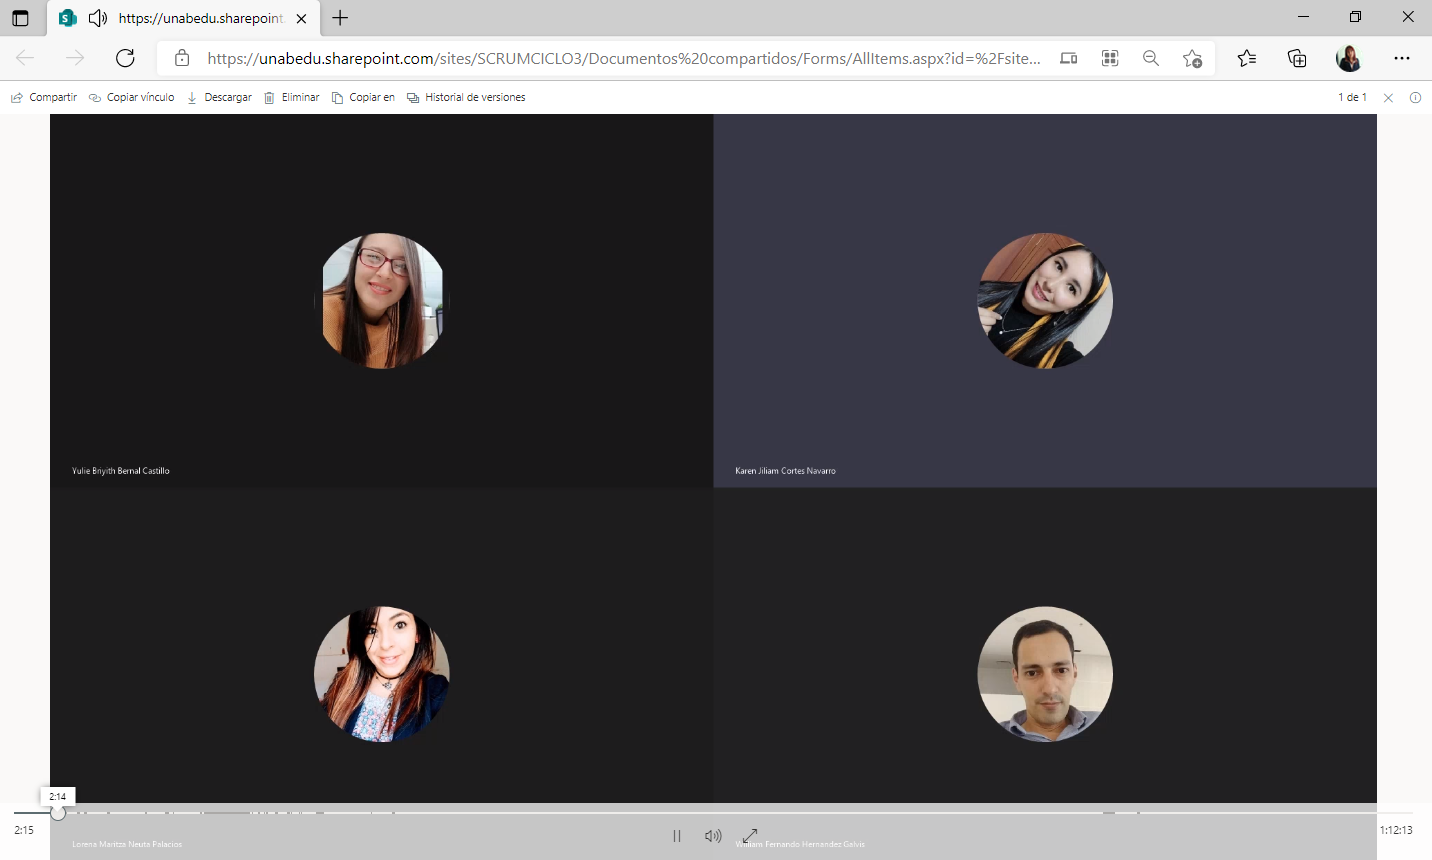 https://unabedu.sharepoint.
https://unabedu.sharepoint.com/sites/SCRUMCICLO3/Documentos%20compartidos/Forms/AllItems.aspx?id=%2Fsite...
Compartir Copiar vínculo Descargar Eliminar Copiar en Historial de versiones 1 de 1
Yulie Briyith Bernal Castillo
Karen Jiliam Cortes Navarro
2:14
2:15
1:12:13
Lorena Maritza Neuta Palacios
William Fernando Hernandez Galvis